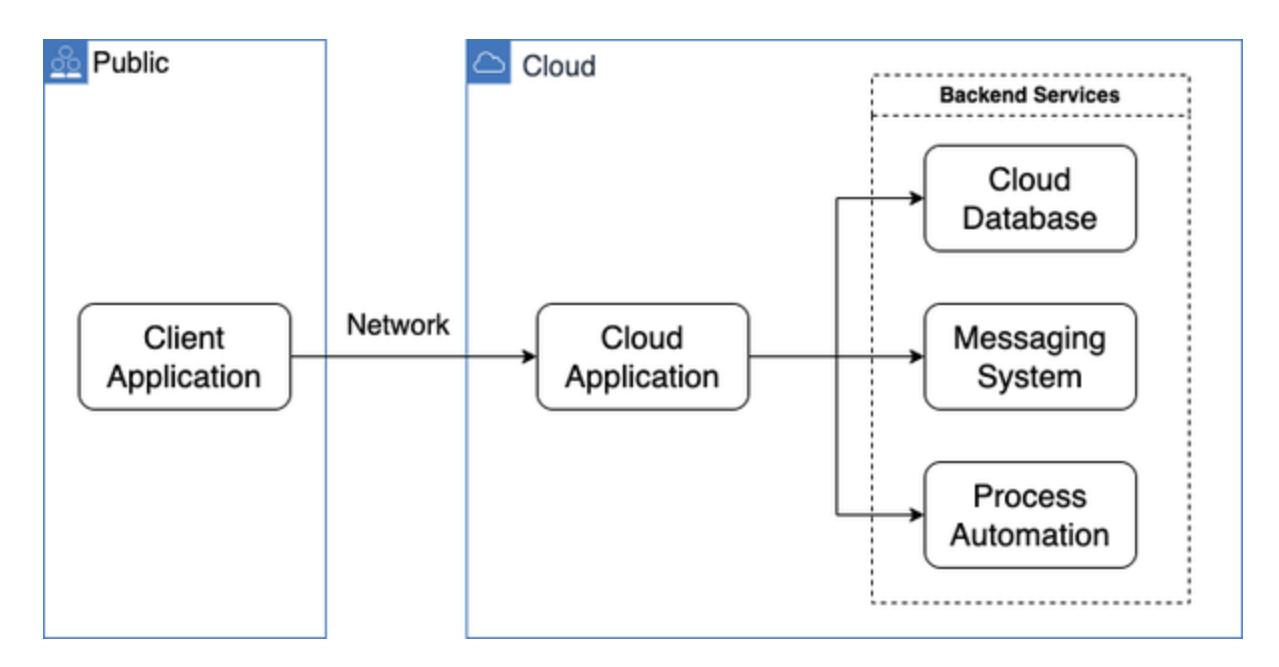 Public
Client
Application
Network
Cloud
Cloud
Application
Backend Services
Cloud
Database
Messaging
System
Process
Automation